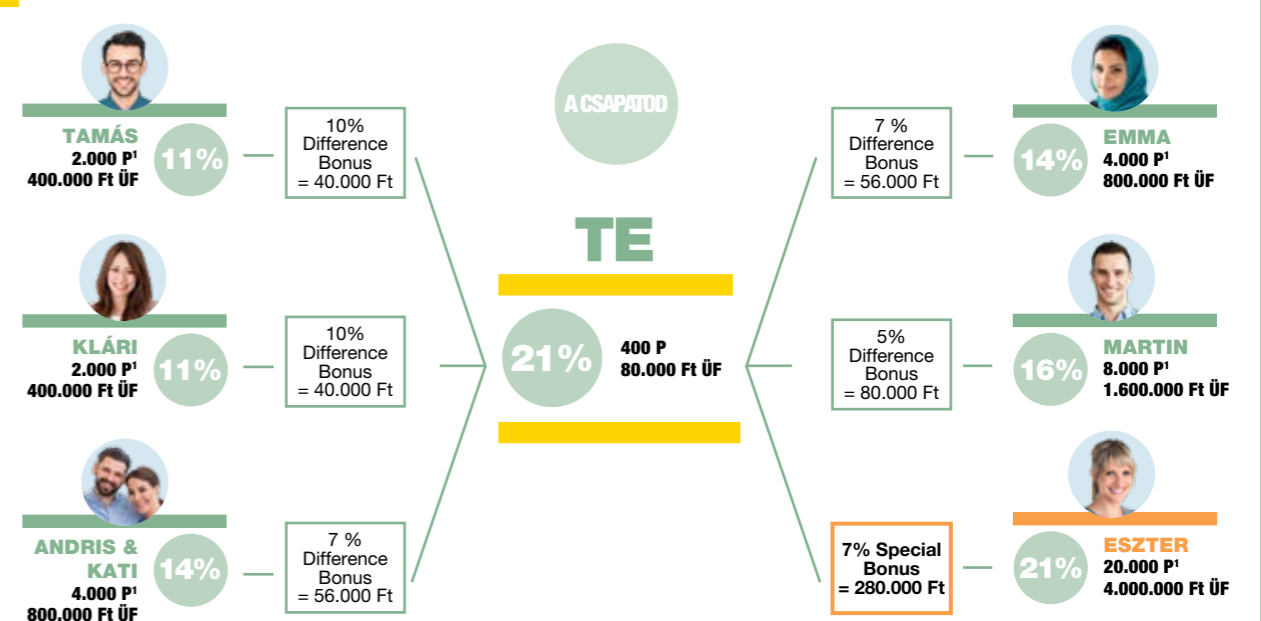 A CSAPATOD
TAMÁS
2.000 P¹
400.000 Ft ÜF
11%
10%
Difference
Bonus
= 40.000 Ft
KLÁRI
2.000 P¹
400.000 Ft ÜF
11%
10%
Difference
Bonus
= 40.000 Ft
ANDRIS &
KATI
4.000 P¹
800.000 Ft ÜF
14%
7 %
Difference
Bonus
= 56.000 Ft
TE
21%
400 P
80.000 Ft ÜF
7 %
Difference
Bonus
= 56.000 Ft
14%
EMMA
4.000 P¹
800.000 Ft ÜF
5%
Difference
Bonus
= 80.000 Ft
16%
MARTIN
8.000 P¹
1.600.000 Ft ÜF
7% Special
Bonus
= 280.000 Ft
21%
ESZTER
20.000 P¹
4.000.000 Ft ÜF